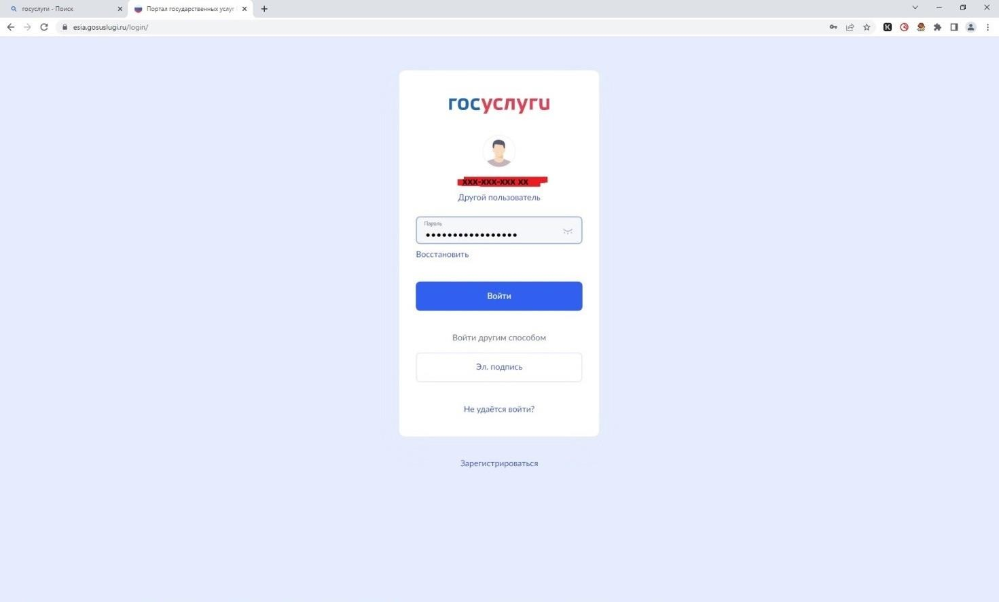 госуслуги - Поиск
Портал государственных услуг
esia.gosuslugi.ru/login/
госуслуги
xxx-xxx-xxx xx
Другой пользователь
Пароль
Восстановить
Войти
Войти другим способом
Эл. подпись
Не удаётся войти?
Зарегистрироваться